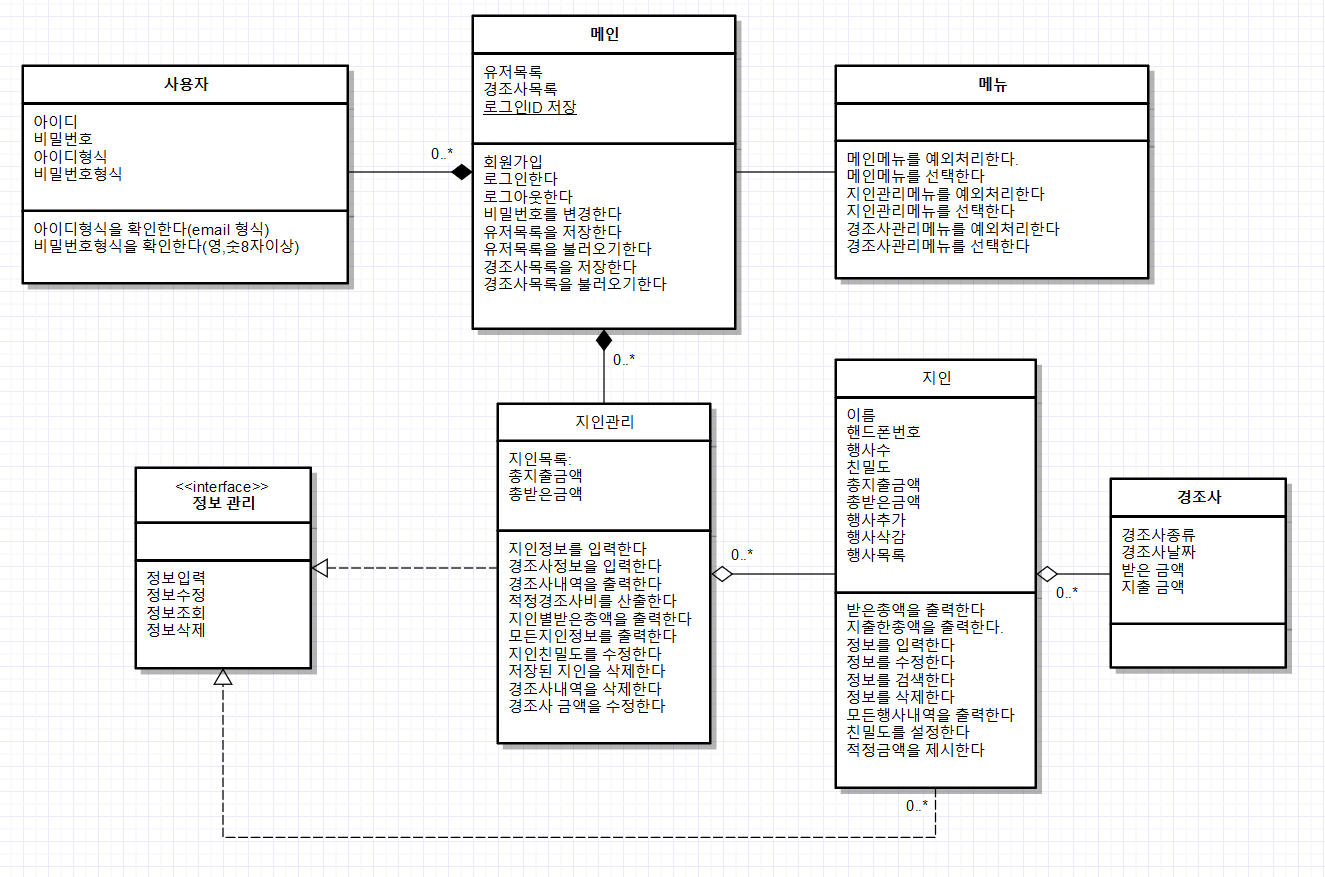 메인
유저목록
경조사목록
로그인ID 저장
회원가입
로그인한다
로그아웃한다
비밀번호를 변경한다
유저목록을 저장한다
유저목록을 불러오기한다
경조사목록을 저장한다
경조사목록을 불러오기한다
사용자
아이디
비밀번호
아이디형식
비밀번호형식
아이디형식을 확인한다(email 형식)
비밀번호형식을 확인한다(영,숫8자이상)
0..*
메뉴
메인메뉴를 예외처리한다.
메인메뉴를 선택한다
지인관리메뉴를 예외처리한다
지인관리메뉴를 선택한다
경조사관리메뉴를 예외처리한다
경조사관리메뉴를 선택한다
0..*
지인관리
지인목록:
총지출금액
총받은금액
지인정보를 입력한다
경조사정보를 입력한다
경조사내역을 출력한다
적정경조사비를 산출한다
지인별받은총액을 출력한다
모든지인정보를 출력한다
지인친밀도를 수정한다
저장된 지인을 삭제한다
경조사내역을 삭제한다
경조사 금액을 수정한다
<<interface>>
정보 관리
정보입력
정보수정
정보조회
정보삭제
0..*
지인
이름
핸드폰번호
행사수
친밀도
총지출금액
총받은금액
행사추가
행사삭감
행사목록
받은총액을 출력한다
지출한총액을 출력한다.
정보를 입력한다
정보를 수정한다
정보를 검색한다
정보를 삭제한다
모든행사내역을 출력한다
친밀도를 설정한다
적정금액을 제시한다
0..*
경조사
경조사종류
경조사날짜
받은 금액
지출 금액
0..*